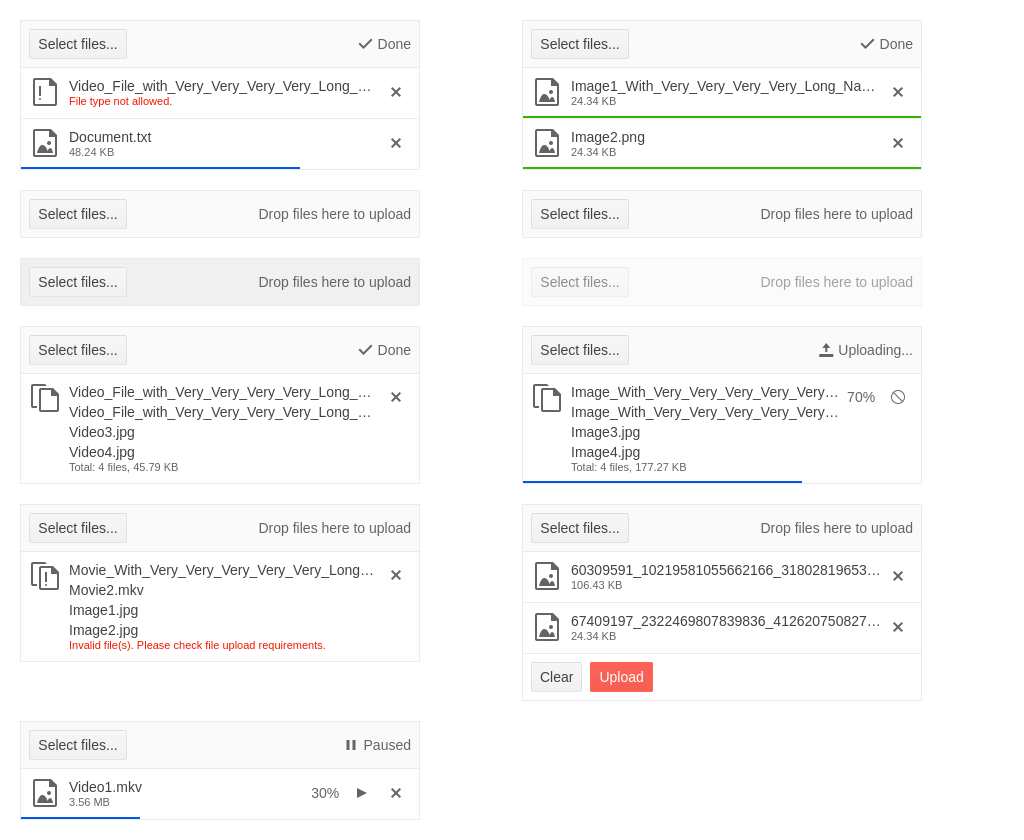 Select files...
Done
Video_File_with_Very_Very_Very_Very_Long_...
File type not allowed.
Document.txt
48.24 KB
Select files...
Done
Image1_With_Very_Very_Very_Very_Long_Na...
24.34 KB
Image2.png
24.34 KB
Select files...
Drop files here to upload
Select files...
Drop files here to upload
Select files...
Drop files here to upload
Select files...
Drop files here to upload
Select files...
Done
Video_File_with_Very_Very_Very_Very_Long_...
Video_File_with_Very_Very_Very_Very_Long_...
Video3.jpg
Video4.jpg
Total: 4 files, 45.79 KB
Select files...
Uploading...
Image_With_Very_Very_Very_Very_Very...
70%
Image_With_Very_Very_Very_Very_Very...
Image3.jpg
Image4.jpg
Total: 4 files, 177.27 KB
Select files...
Drop files here to upload
Movie_With_Very_Very_Very_Very_Very_Long...
Movie2.mkv
Image1.jpg
Image2.jpg
Invalid file(s). Please check file upload requirements.
Select files...
Drop files here to upload
60309591_10219581055662166_31802819653...
106.43 KB
67409197_2322469807839836_412620750827...
24.34 KB
Clear
Upload
Select files...
Paused
Video1.mkv
3.56 MB
30%